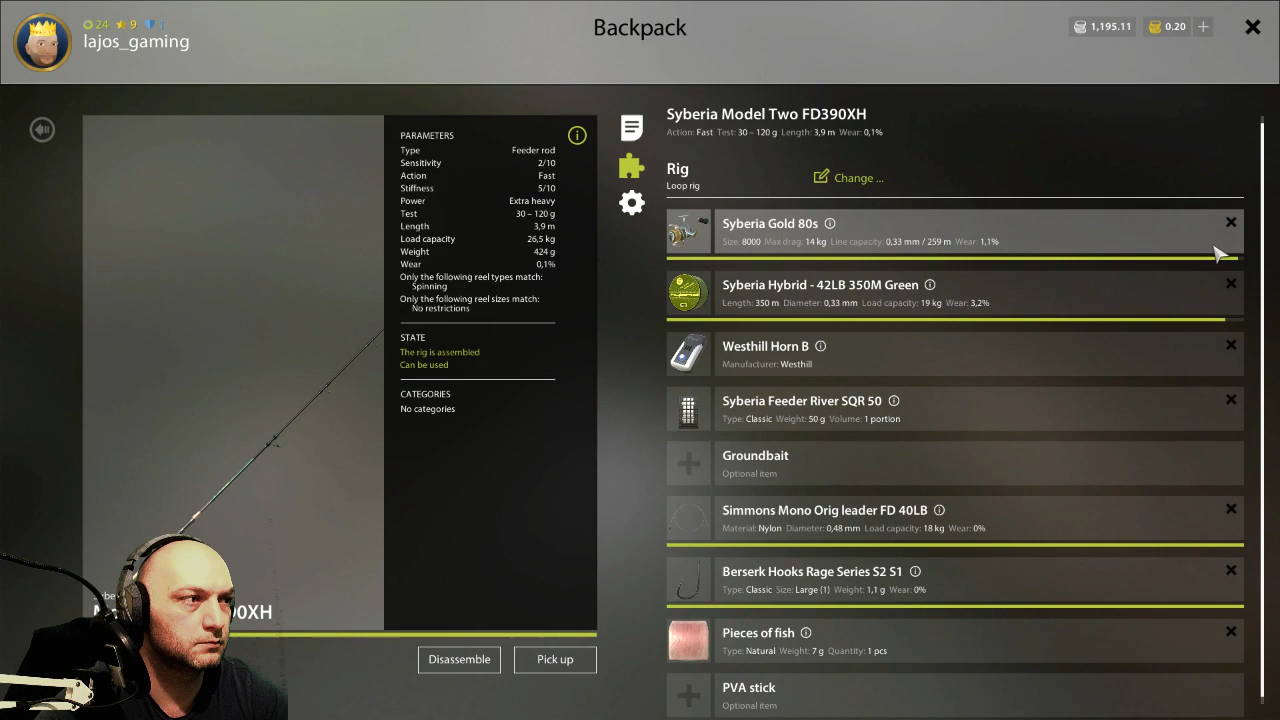 24 9 1
lajos_gaming
Backpack
1,195.11
0.20
PARAMETERS
Type Feeder rod
Sensitivity 2/10
Action Fast
Stiffness 5/10
Power Extra heavy
Test 30 – 120 g
Length 3,9 m
Load capacity 26,5 kg
Weight 424 g
Wear 0,1%
Only the following reel types match:
Spinning
Only the following reel sizes match:
No restrictions
STATE
The rig is assembled
Can be used
CATEGORIES
No categories
Disassemble
Pick up
Syberia Model Two FD390XH
Action: Fast Test: 30 – 120 g Length: 3,9 m Wear: 0,1%
Rig
Loop rig
Change ...
Syberia Gold 80s
Size: 8000 Max drag: 14 kg Line capacity: 0,33 mm / 259 m Wear: 1,1%
Syberia Hybrid - 42LB 350M Green
Length: 350 m Diameter: 0,33 mm Load capacity: 19 kg Wear: 3,2%
Westhill Horn B
Manufacturer: Westhill
Syberia Feeder River SQR 50
Type: Classic Weight: 50 g Volume: 1 portion
Groundbait
Optional item
Simmons Mono Orig leader FD 40LB
Material: Nylon Diameter: 0,48 mm Load capacity: 18 kg Wear: 0%
Berserk Hooks Rage Series S2 S1
Type: Classic Size: Large (1) Weight: 1,1 g Wear: 0%
Pieces of fish
Type: Natural Weight: 7 g Quantity: 1 pcs
PVA stick
Optional item